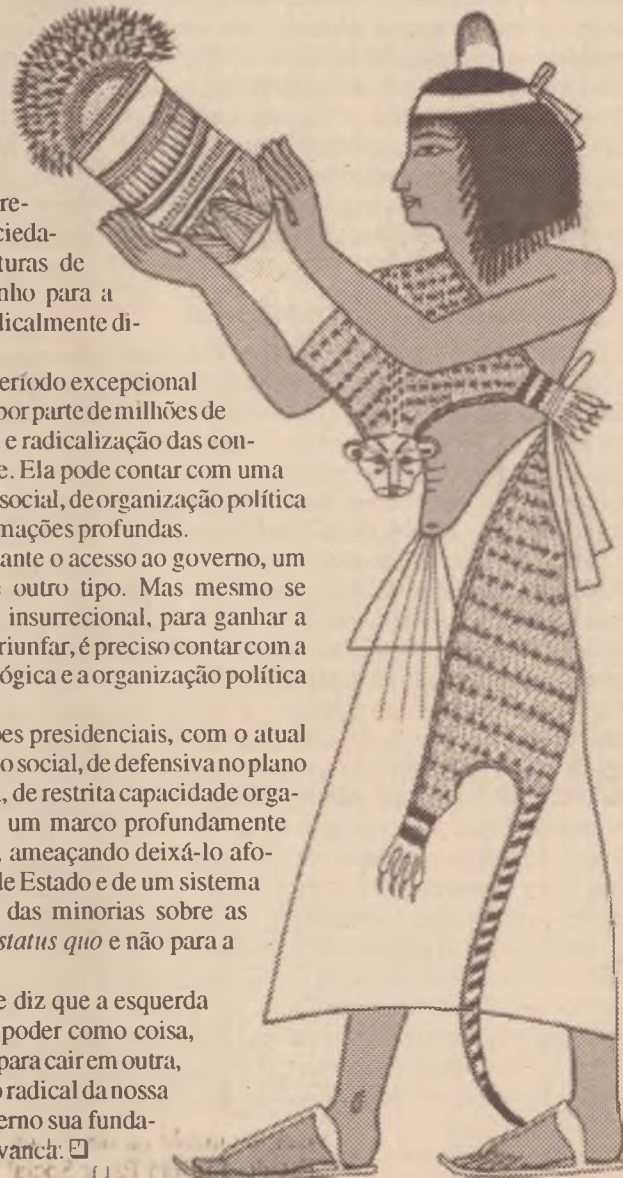 re-
cieda-
turas de
nho para a
dicalmente di-
eríodo excepcional
por parte de milhões de
e radicalização das con-
e. Ela pode contar com uma
social, de organização política
mações profundas.
ante o acesso ao governo, um
e outro tipo. Mas mesmo se
insurrecional, para ganhar a
riunfar, é preciso contar com a
ógica e a organização política
ões presidenciais, com o atual
o social, de defensiva no plano
, de restrita capacidade orga-
um marco profundamente
, ameaçando deixá-lo afo-
de Estado e de um sistema
das minorias sobre as
status quo e não para a
e diz que a esquerda
poder como coisa,
para cair em outra,
o radical da nossa
erno sua funda-
vanca.